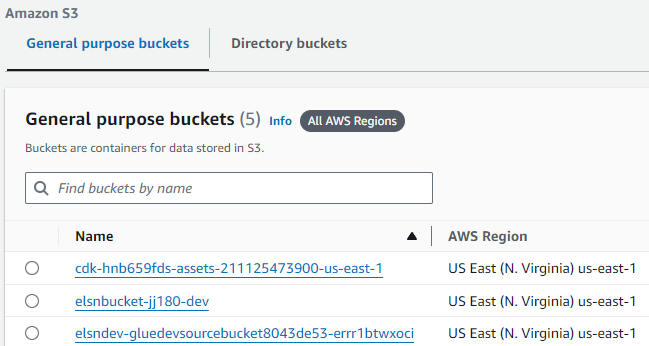 Amazon S3
General purpose buckets Directory buckets
General purpose buckets (5) Info All AWS Regions
Buckets are containers for data stored in S3.
Find buckets by name
Name AWS Region
cdk-hnb659fds-assets-211125473900-us-east-1 US East (N. Virginia) us-east-1
elsnbucket-jj180-dev US East (N. Virginia) us-east-1
elsndev-gluedevsourcebucket8043de53-errr1btwxoci US East (N. Virginia) us-east-1